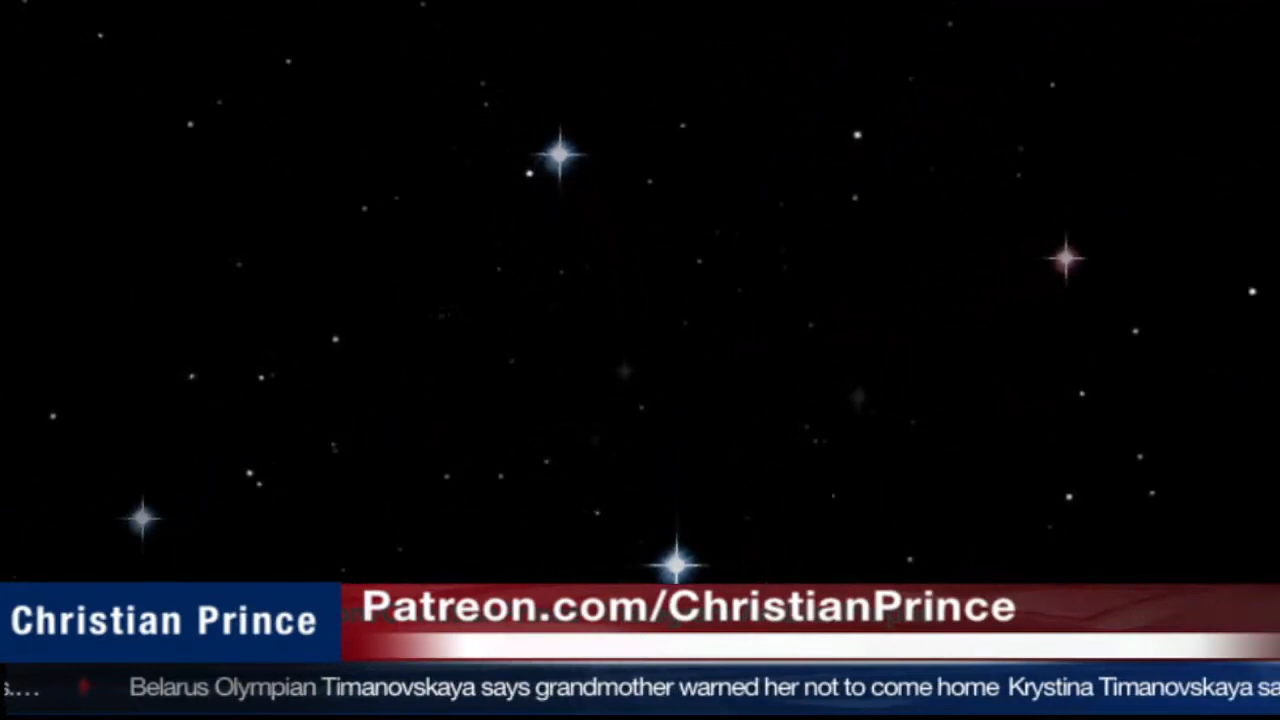 Christian Prince
Patreon.com/ChristianPrince
s.... Belarus Olympian Timanovskaya says grandmother warned her not to come home Krystina Timanovskaya sa